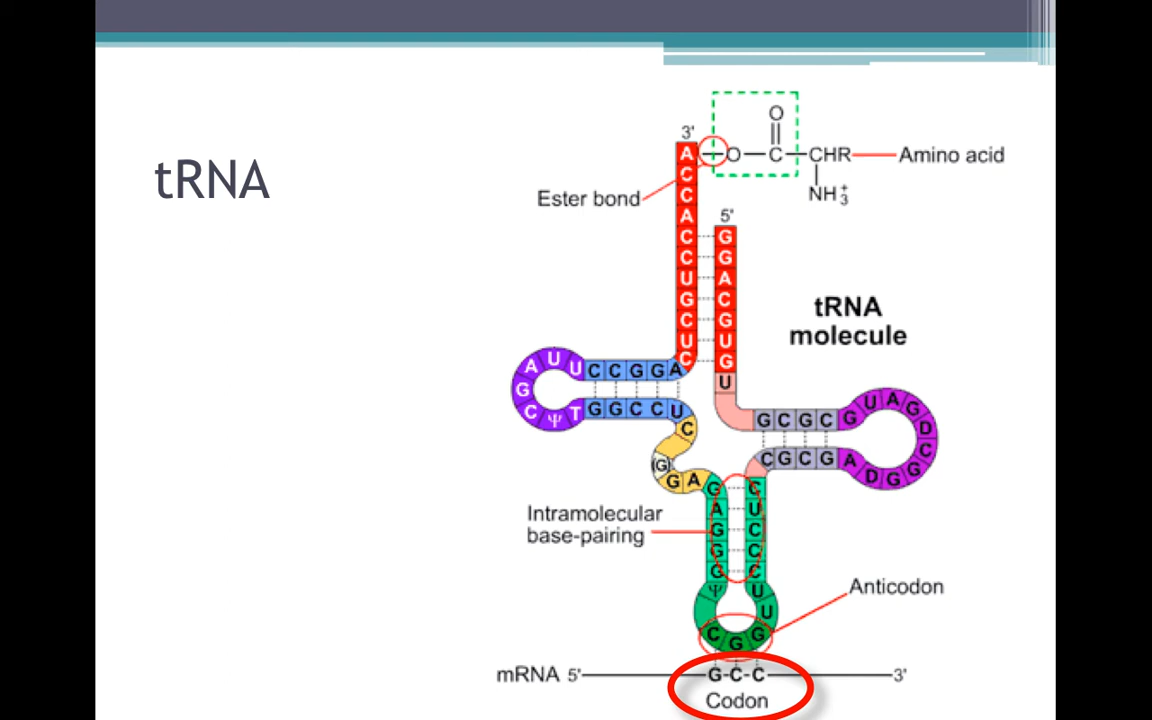 tRNA
O
3'
A
O
C
CHR
Amino acid
NH₃⁺
Ester bond
C
C
A
C
C
U
G
C
U
C
5'
G
G
A
C
G
U
G
U
tRNA
molecule
A U U C C G G A
G
C Ψ T G G C C U
C
(G)
G A
G C G C G U A G
D
C
C G C G A D G G
G C
A U
G C
G C
G C
Ψ U
U
Intramolecular
base-pairing
Anticodon
C G G
mRNA 5' G-C-C 3'
Codon